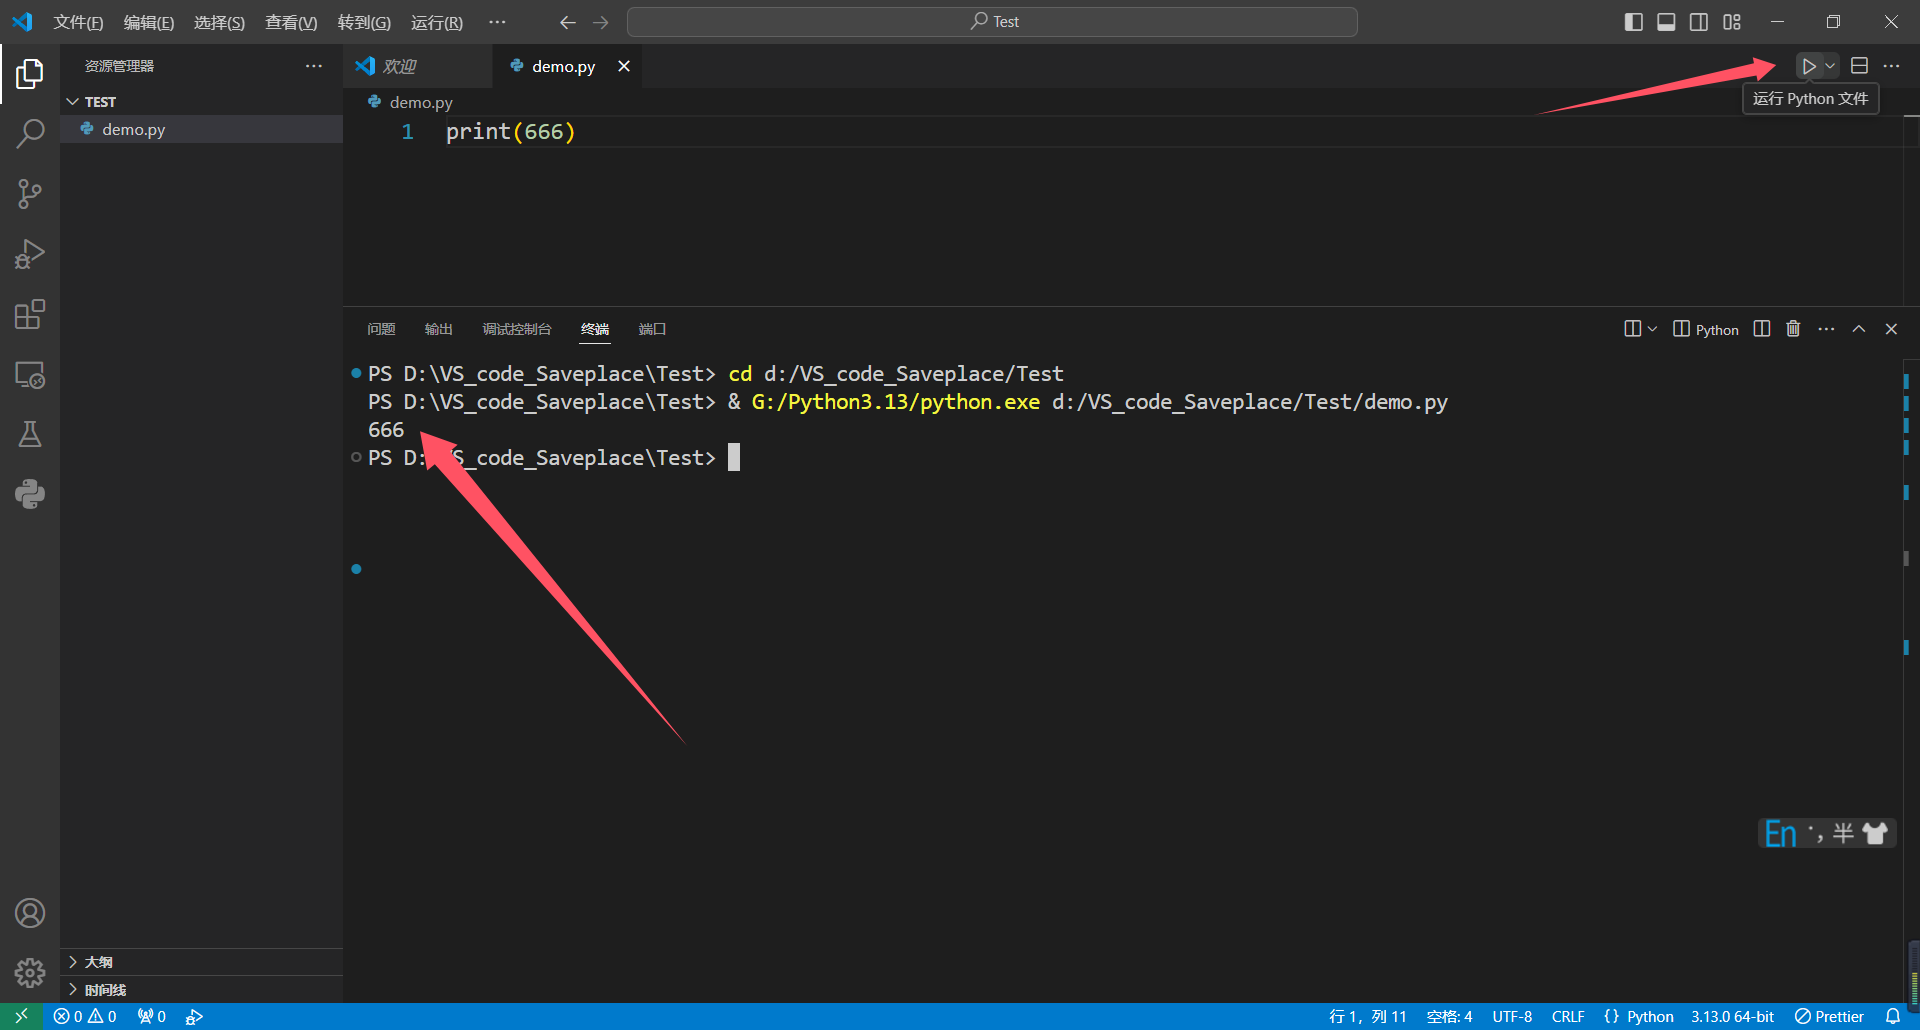 文件(F) 编辑(E) 选择(S) 查看(V) 转到(G) 运行(R) ··· Test
资源管理器
TEST
demo.py
欢迎 demo.py
demo.py
运行 Python 文件
1 print(666)
问题 输出 调试控制台 终端 端口 Python
PS D:\VS_code_Saveplace\Test> cd d:/VS_code_Saveplace/Test
PS D:\VS_code_Saveplace\Test> & G:/Python3.13/python.exe d:/VS_code_Saveplace/Test/demo.py
666
PS D: S_code_Saveplace\Test>
En ·, 半
大纲
时间线
0 0 0 行 1，列 11 空格: 4 UTF-8 CRLF {} Python 3.13.0 64-bit Prettier